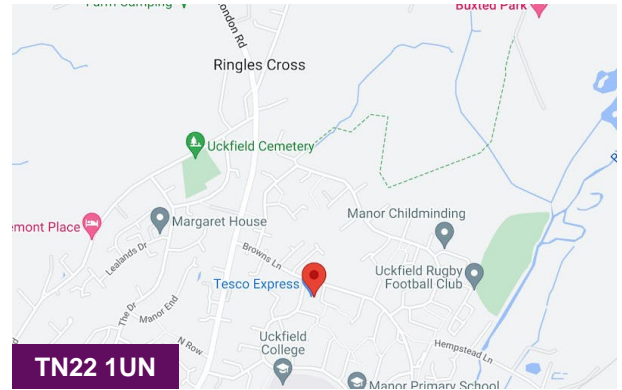 Farm Camping
London Rd
Buxted Park
Ringles Cross
Uckfield Cemetery
Margaret House
emont Place
Lealands Dr
Manor Childminding
Browns Ln
Tesco Express
Uckfield Rugby
Football Club
The Dr
Manor End
N Row
Uckfield
College
Hempstead Ln
Manor Primary School
TN22 1UN